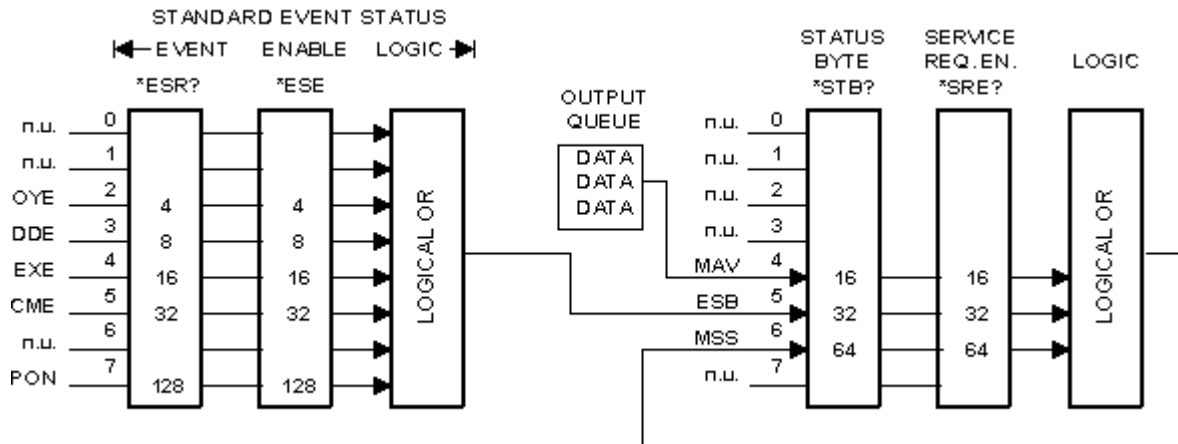 STANDARD EVENT STATUS
EVENT ENABLE LOGIC
*ESR? *ESE
n.u. 0
n.u. 1
OYE 2 4 4
DDE 3 8 8
EXE 4 16 16
CME 5 32 32
n.u. 6
PON 7 128 128
LOGICAL OR
OUTPUT
QUEUE
DATA
DATA
DATA
STATUS
BYTE
*STB?
SERVICE
REQ.EN.
*SRE?
LOGIC
n.u. 0
n.u. 1
n.u. 2
n.u. 3
MAV 4 16 16
ESB 5 32 32
MSS 6 64 64
n.u. 7
LOGICAL OR